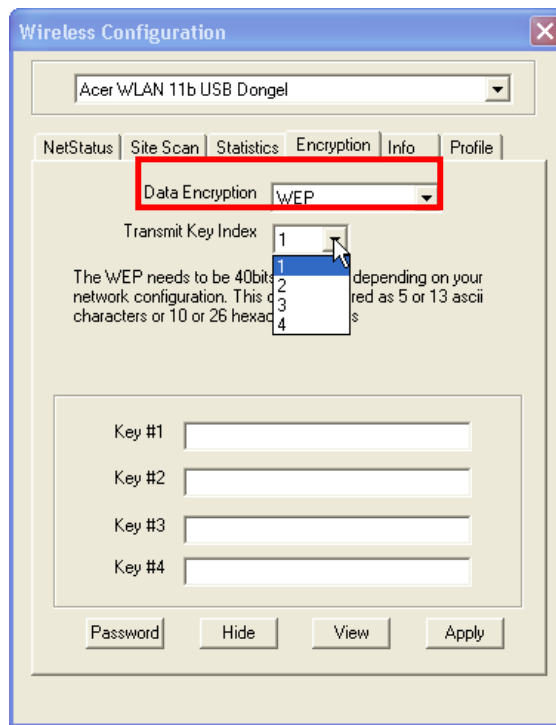 Wireless Configuration
Acer WLAN 11b USB Dongel
NetStatus Site Scan Statistics Encryption Info Profile
Data Encryption WEP
Transmit Key Index 1
1
2
3
4
The WEP needs to be 40bits depending on your
network configuration. This red as 5 or 13 ascii
characters or 10 or 26
Key #1
Key #2
Key #3
Key #4
Password Hide View Apply